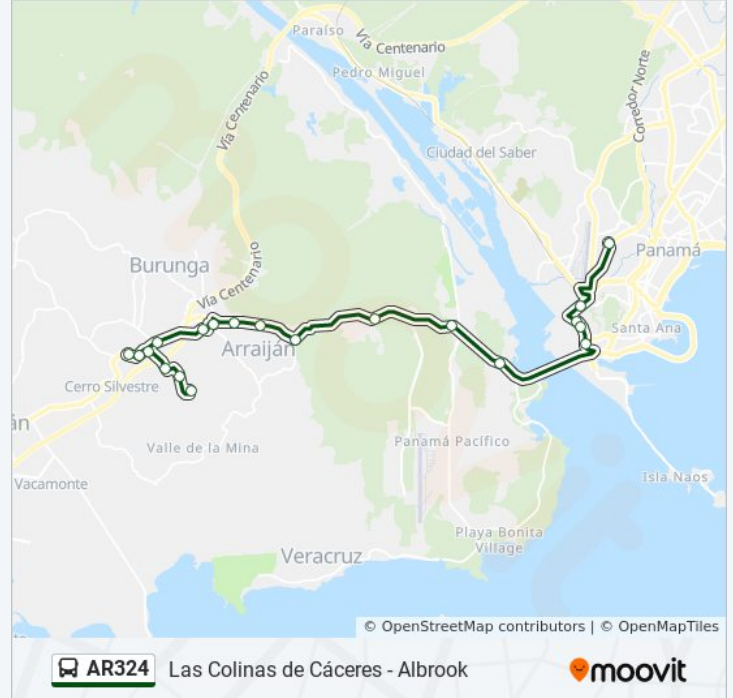 Paraíso
Vía Centenario
Pedro Miguel
Corredor Norte
Vía Centenario
Ciudad del Saber
Panamá
Burunga
Vía Centenario
Santa Ana
Arraiján
Cerro Silvestre
án
Valle de la Mina
Panamá Pacífico
Vacamonte
Isla Naos
Playa Bonita
Village
Veracruz
© OpenStreetMap contributors | © OpenMapTiles
AR324 Las Colinas de Cáceres - Albrook
moovit